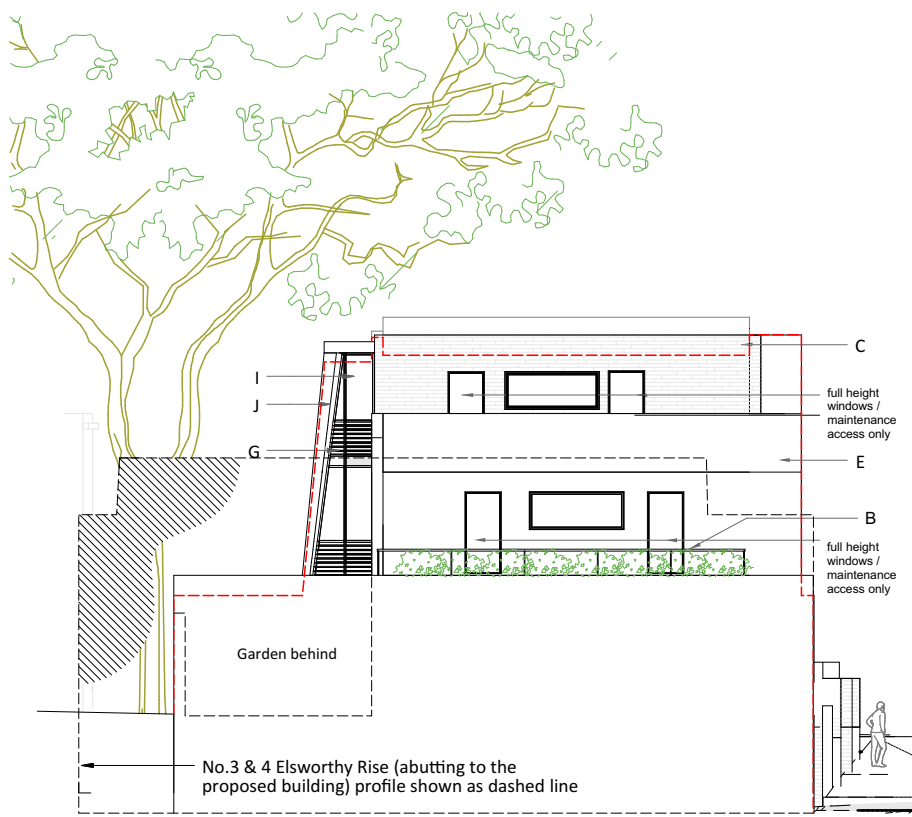 C
I
full height
windows /
maintenance
access only
J
G
E
B
full height
windows /
maintenance
access only
Garden behind
No.3 & 4 Elsworthy Rise (abutting to the
proposed building) profile shown as dashed line